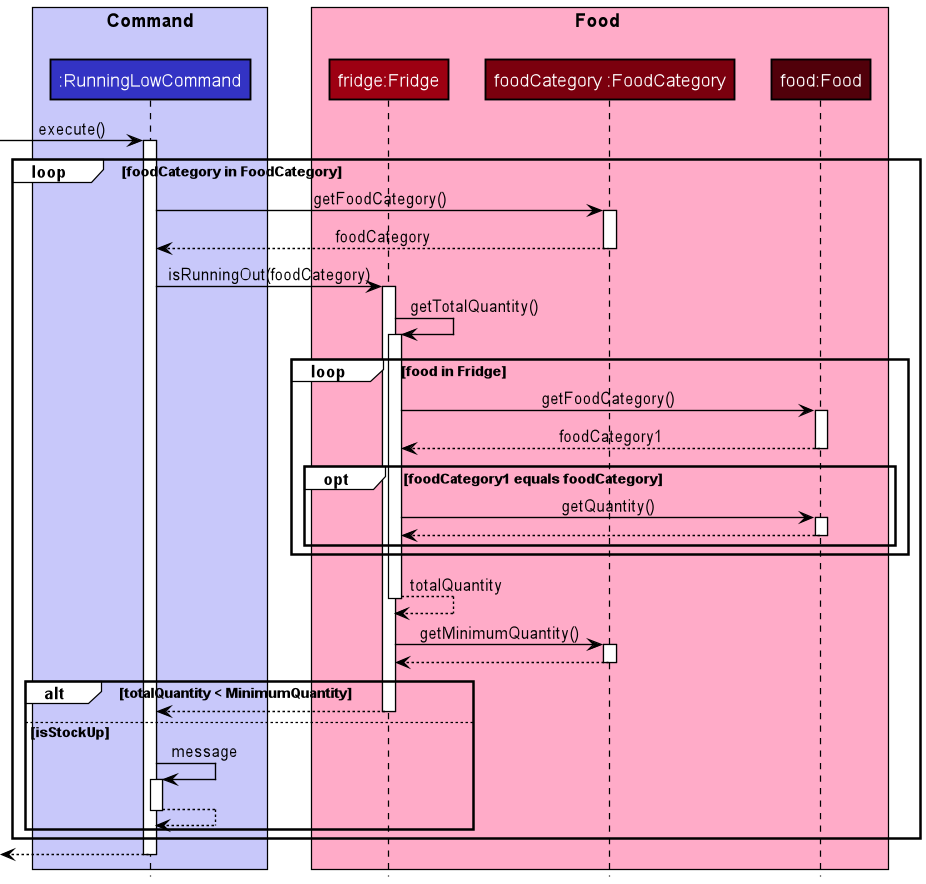 Command
Food
:RunningLowCommand
fridge:Fridge
foodCategory :FoodCategory
food:Food
execute()
loop
[foodCategory in FoodCategory]
getFoodCategory()
foodCategory
isRunningOut(foodCategory)
getTotalQuantity()
loop
[food in Fridge]
getFoodCategory()
foodCategory1
opt
[foodCategory1 equals foodCategory]
getQuantity()
totalQuantity
getMinimumQuantity()
alt
[totalQuantity < MinimumQuantity]
[isStockUp]
message